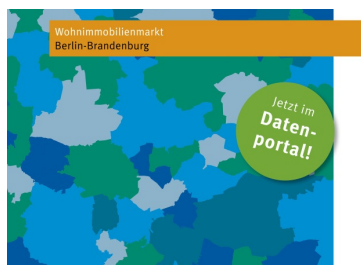 Wohnimmobilienmarkt
Berlin-Brandenburg
Jetzt im
Daten-
portal!